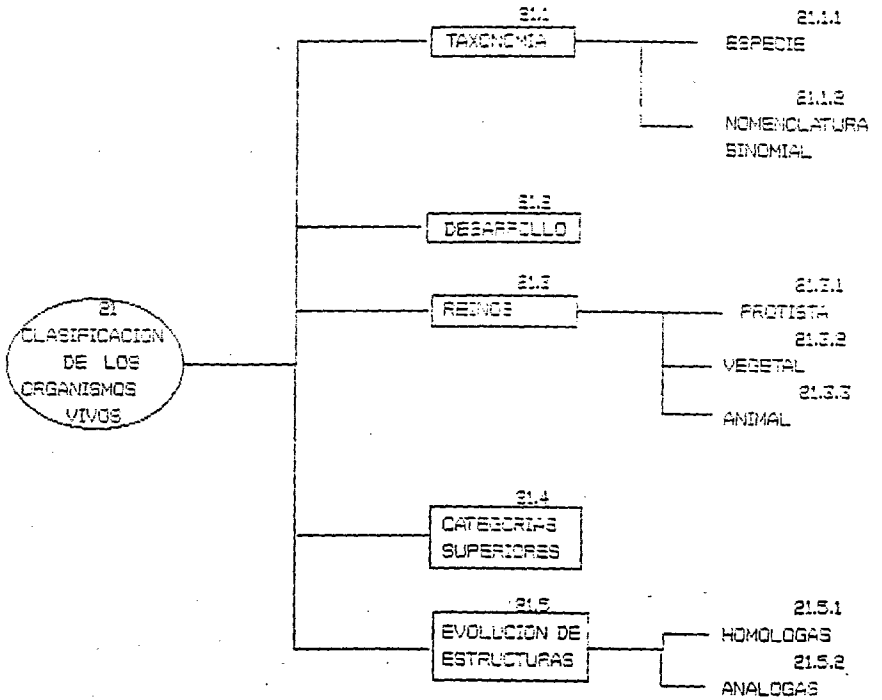 21
CLASIFICACION
DE LOS
ORGANISMOS
VIVOS
21.1
TAXONOMIA
21.1.1
ESPECIE
21.1.2
NOMENCLATURA
BINOMIAL
21.2
DESARROLLO
21.3
REINOS
21.3.1
PROTISTA
21.3.2
VEGETAL
21.3.3
ANIMAL
21.4
CATEGORIAS
SUPERIORES
21.5
EVOLUCION DE
ESTRUCTURAS
21.5.1
HOMOLOGAS
21.5.2
ANALOGAS